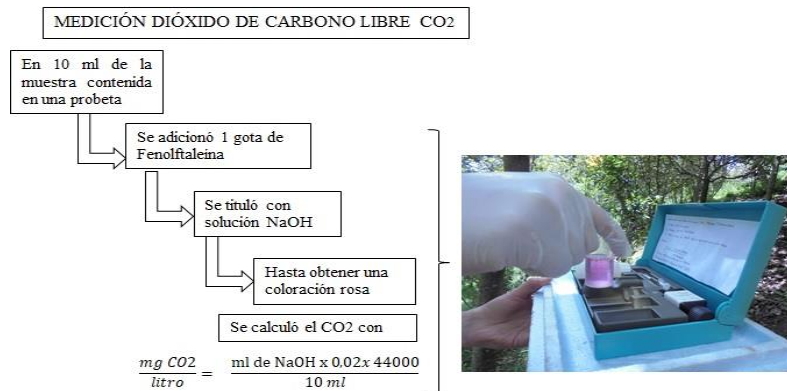 MEDICIÓN DIÓXIDO DE CARBONO LIBRE CO2
En 10 ml de la
muestra contenida
en una probeta
Se adicionó 1 gota de
Fenolftaleina
Se tituló con
solución NaOH
Hasta obtener una
coloración rosa
Se calculó el CO2 con
mg CO2 / litro = ml de NaOH x 0,02x 44000 / 10 ml